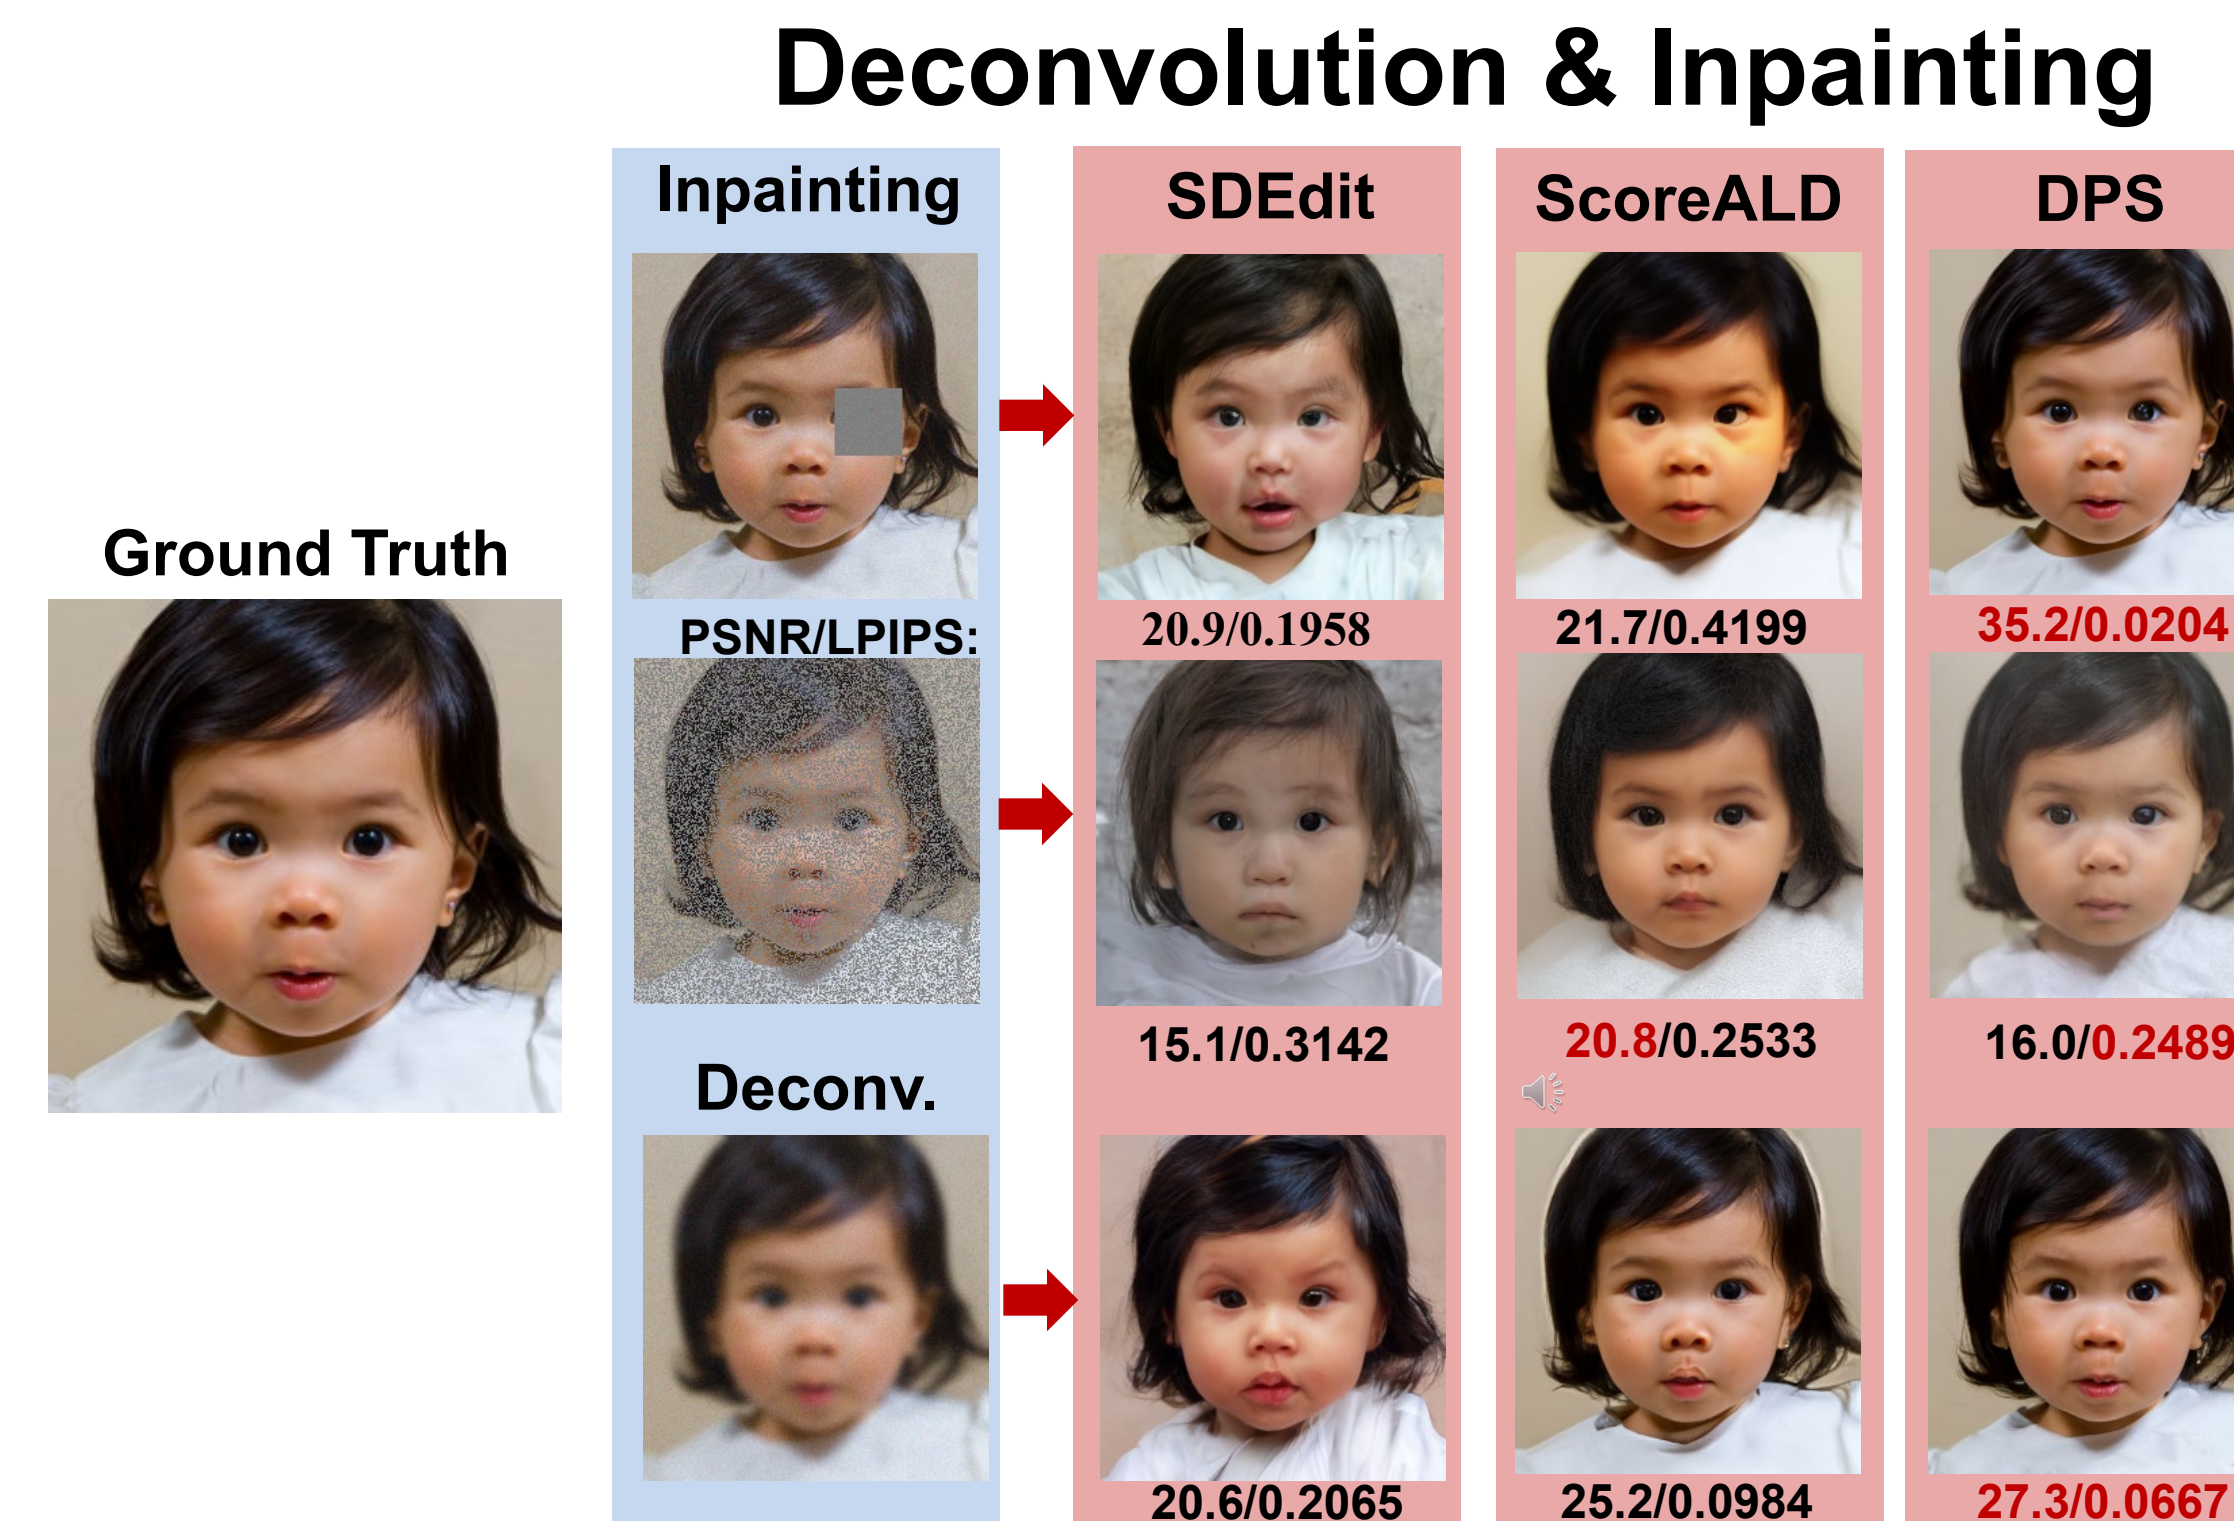 Deconvolution & Inpainting
Inpainting
SDEdit
ScoreALD
DPS
Ground Truth
PSNR/LPIPS:
20.9/0.1958
21.7/0.4199
35.2/0.0204
15.1/0.3142
20.8/0.2533
16.0/0.2489
Deconv.
20.6/0.2065
25.2/0.0984
27.3/0.0667